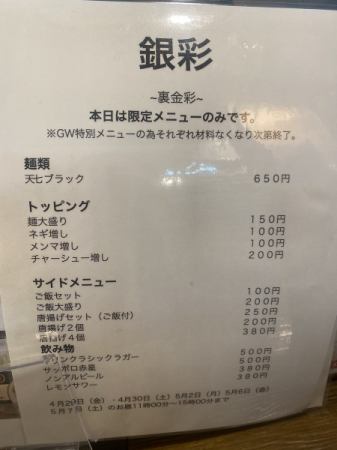 銀彩
~裏金彩~
本日は限定メニューのみです。
※GW特別メニューの為それぞれ材料なくなり次第終了。
麺類
天七ブラック 650円
トッピング
麺大盛り 150円
ネギ増し 100円
メンマ増し 100円
チャーシュー増し 200円
サイドメニュー
ご飯セット 100円
ご飯大盛り 200円
唐揚げセット（ご飯付） 250円
唐揚げ2個 200円
唐揚げ4個 380円
飲み物
キリンクラシックラガー 500円
サッポロ赤星 500円
ノンアルビール 380円
レモンサワー 380円
4月29日（金）・4月30日（土）5月2日（月）5月6日（金）
5月7日（土）のお昼11時00分～15時00分まで